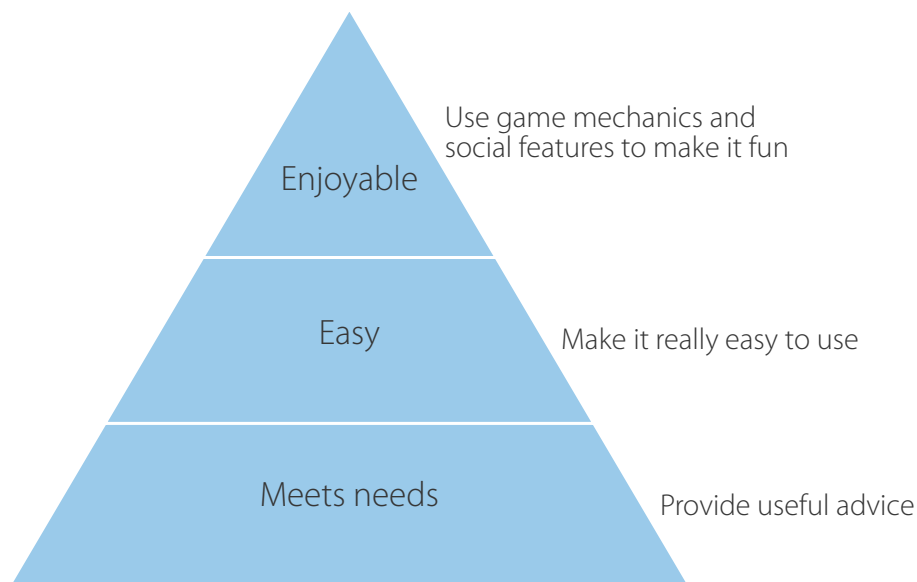 Use game mechanics and
social features to make it fun
Enjoyable
Easy
Make it really easy to use
Meets needs
Provide useful advice